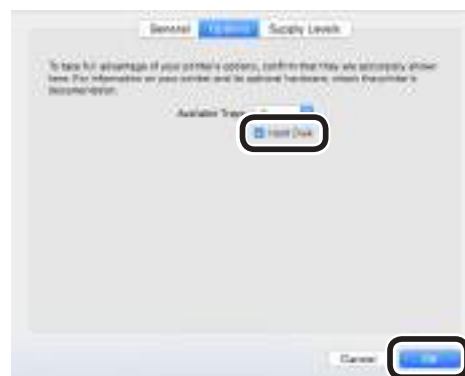 General Options Supply Levels
To take full advantage of your printer's options, confirm that they are accurately shown
here. For information on your printer and its optional hardware, check the printer's
documentation.
Available Trays:
Hard Disk
Cancel OK